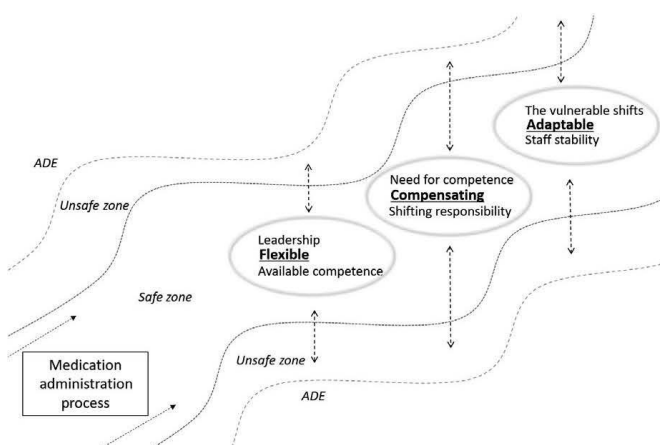 The vulnerable shifts
Adaptable
Staff stability
ADE
Need for competence
Compensating
Shifting responsibility
Unsafe zone
Leadership
Flexible
Available competence
Safe zone
Medication
administration
process
Unsafe zone
ADE